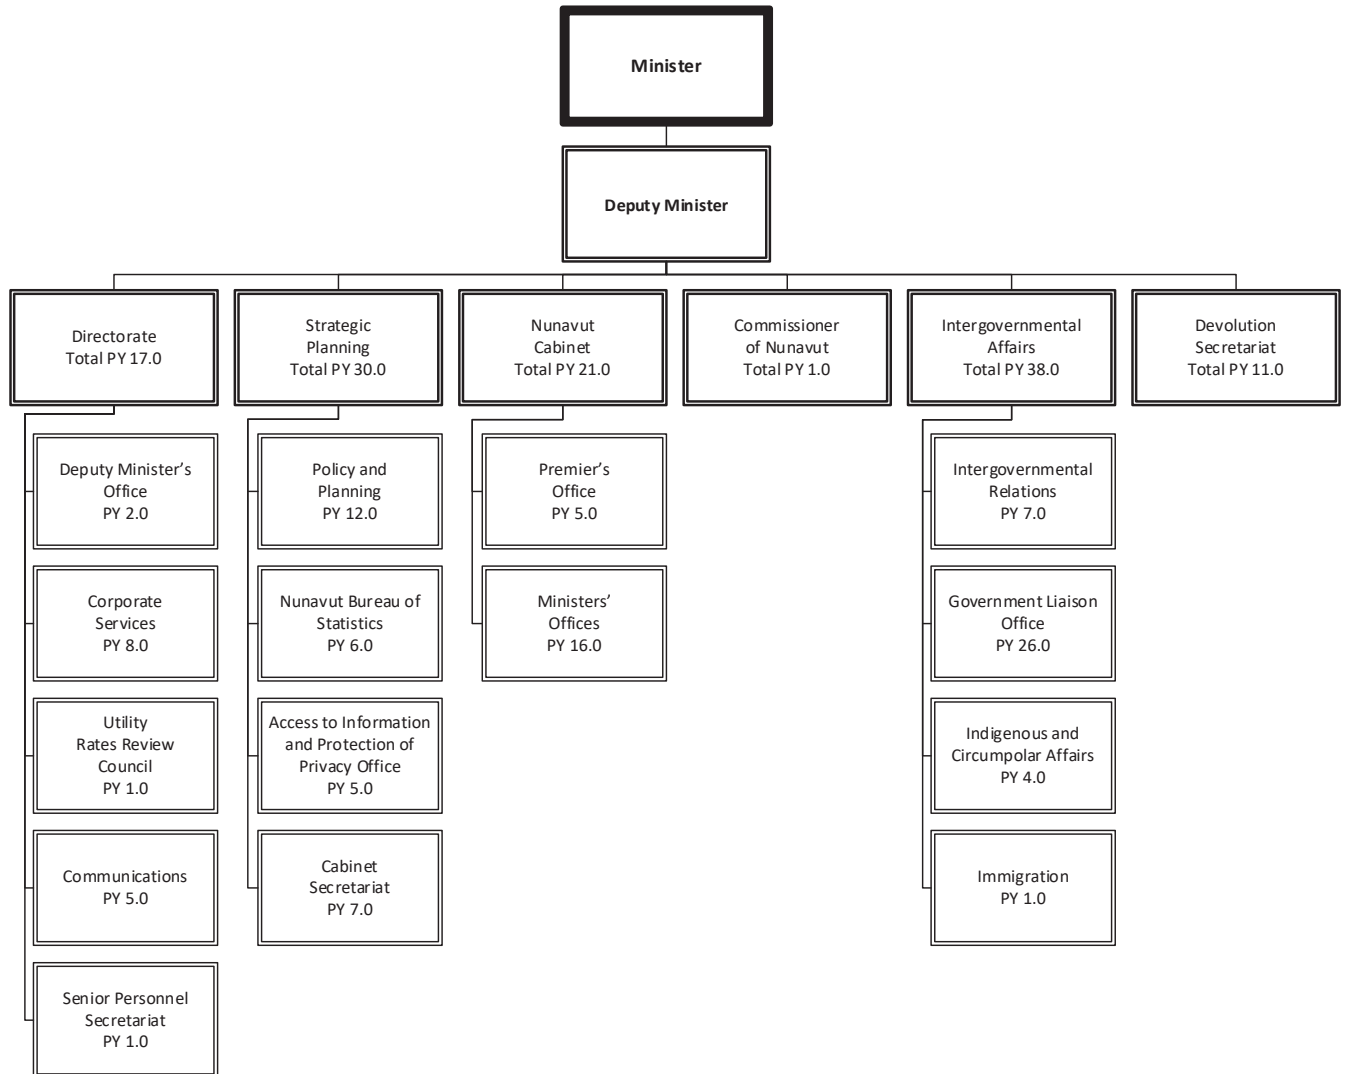 Minister
Deputy Minister
Directorate
Total PY 17.0
Strategic
Planning
Total PY 30.0
Nunavut
Cabinet
Total PY 21.0
Commissioner
of Nunavut
Total PY 1.0
Intergovernmental
Affairs
Total PY 38.0
Devolution
Secretariat
Total PY 11.0
Deputy Minister’s
Office
PY 2.0
Corporate
Services
PY 8.0
Utility
Rates Review
Council
PY 1.0
Communications
PY 5.0
Senior Personnel
Secretariat
PY 1.0
Policy and
Planning
PY 12.0
Nunavut Bureau of
Statistics
PY 6.0
Access to Information
and Protection of
Privacy Office
PY 5.0
Cabinet
Secretariat
PY 7.0
Premier’s
Office
PY 5.0
Ministers’
Offices
PY 16.0
Intergovernmental
Relations
PY 7.0
Government Liaison
Office
PY 26.0
Indigenous and
Circumpolar Affairs
PY 4.0
Immigration
PY 1.0